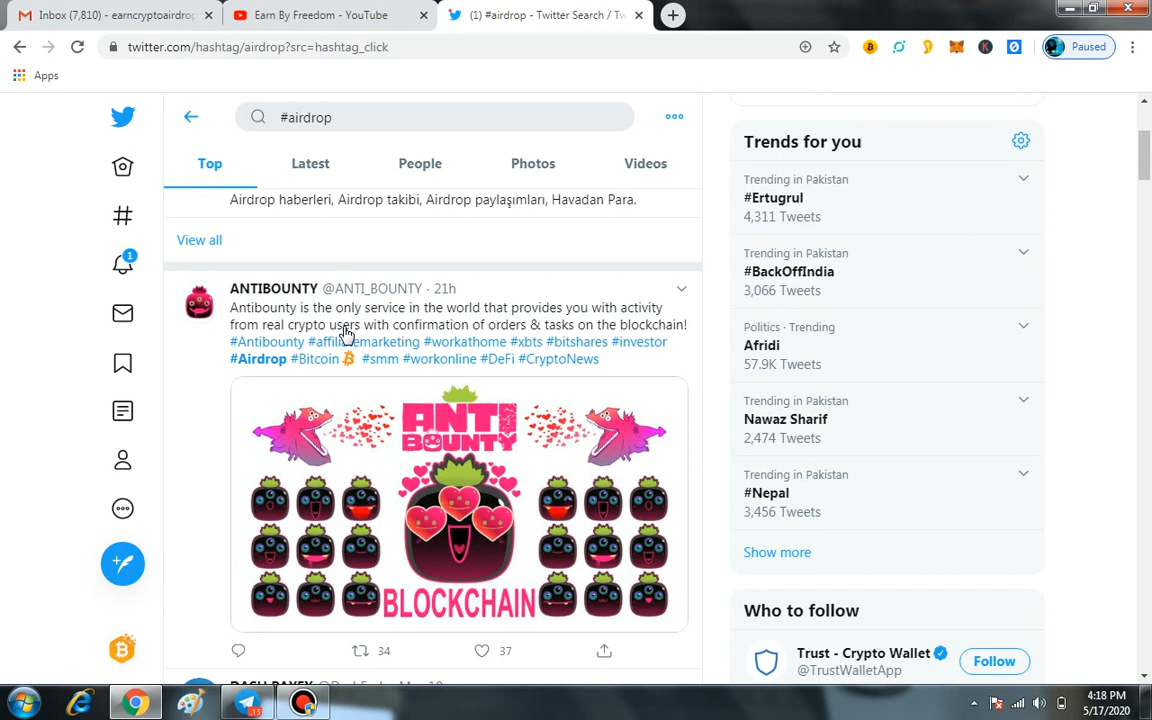 Inbox (7,810) - earncryptoairdrop
Earn By Freedom - YouTube
(1) #airdrop - Twitter Search / Tw
twitter.com/hashtag/airdrop?src=hashtag_click
Paused
Apps
#airdrop
Top
Latest
People
Photos
Videos
Airdrop haberleri, Airdrop takibi, Airdrop paylaşımları, Havadan Para.
View all
ANTIBOUNTY @ANTI_BOUNTY · 21h
Antibounty is the only service in the world that provides you with activity
from real crypto users with confirmation of orders & tasks on the blockchain!
#Antibounty #affiliatemarketing #workathome #xbts #bitshares #investor
#Airdrop #Bitcoin #smm #workonline #DeFi #CryptoNews
ANTI
BOUNTY
BLOCKCHAIN
34
37
Trends for you
Trending in Pakistan
#Ertugrul
4,311 Tweets
Trending in Pakistan
#BackOffIndia
3,066 Tweets
Politics · Trending
Afridi
57.9K Tweets
Trending in Pakistan
Nawaz Sharif
2,474 Tweets
Trending in Pakistan
#Nepal
3,456 Tweets
Show more
Who to follow
Trust - Crypto Wallet
@TrustWalletApp
Follow
1
15
4:18 PM
5/17/2020